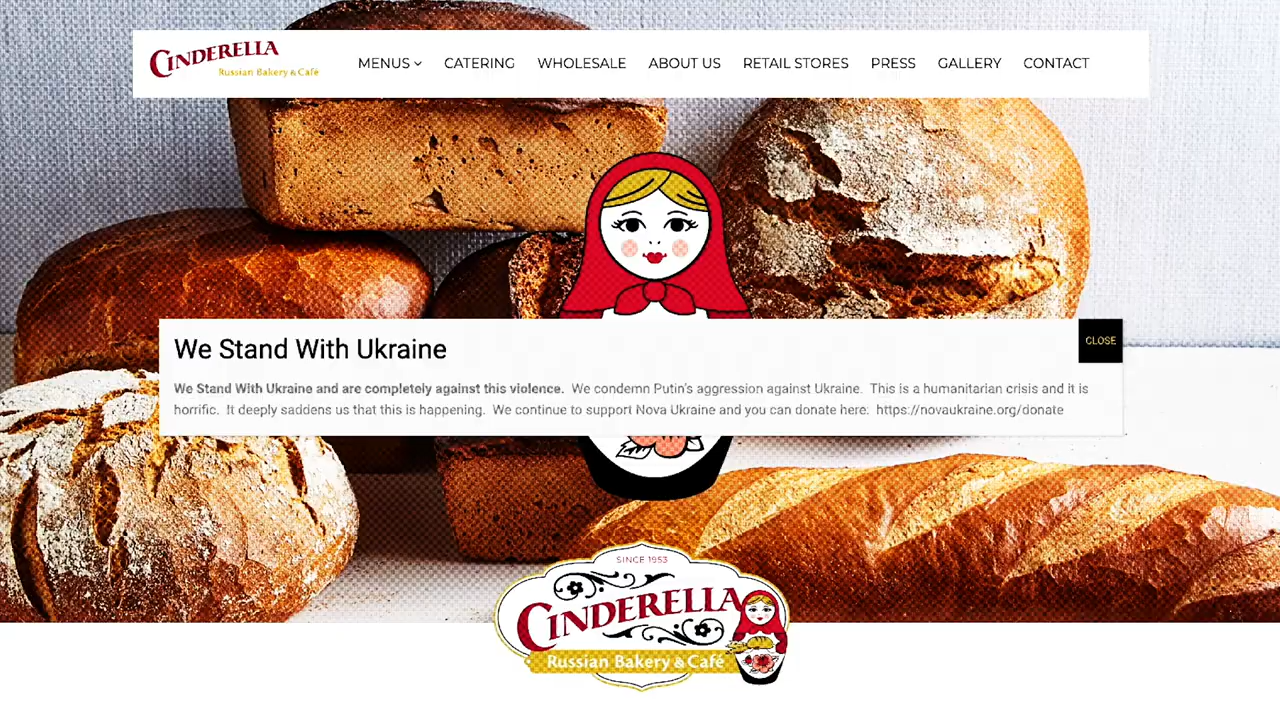 CINDERELLA
Russian Bakery & Café
MENUS CATERING WHOLESALE ABOUT US RETAIL STORES PRESS GALLERY CONTACT
We Stand With Ukraine
CLOSE
We Stand With Ukraine and are completely against this violence. We condemn Putin's aggression against Ukraine. This is a humanitarian crisis and it is
horrific. It deeply saddens us that this is happening. We continue to support Nova Ukraine and you can donate here: https://novaukraine.org/donate
SINCE 1953
CINDERELLA
Russian Bakery & Café